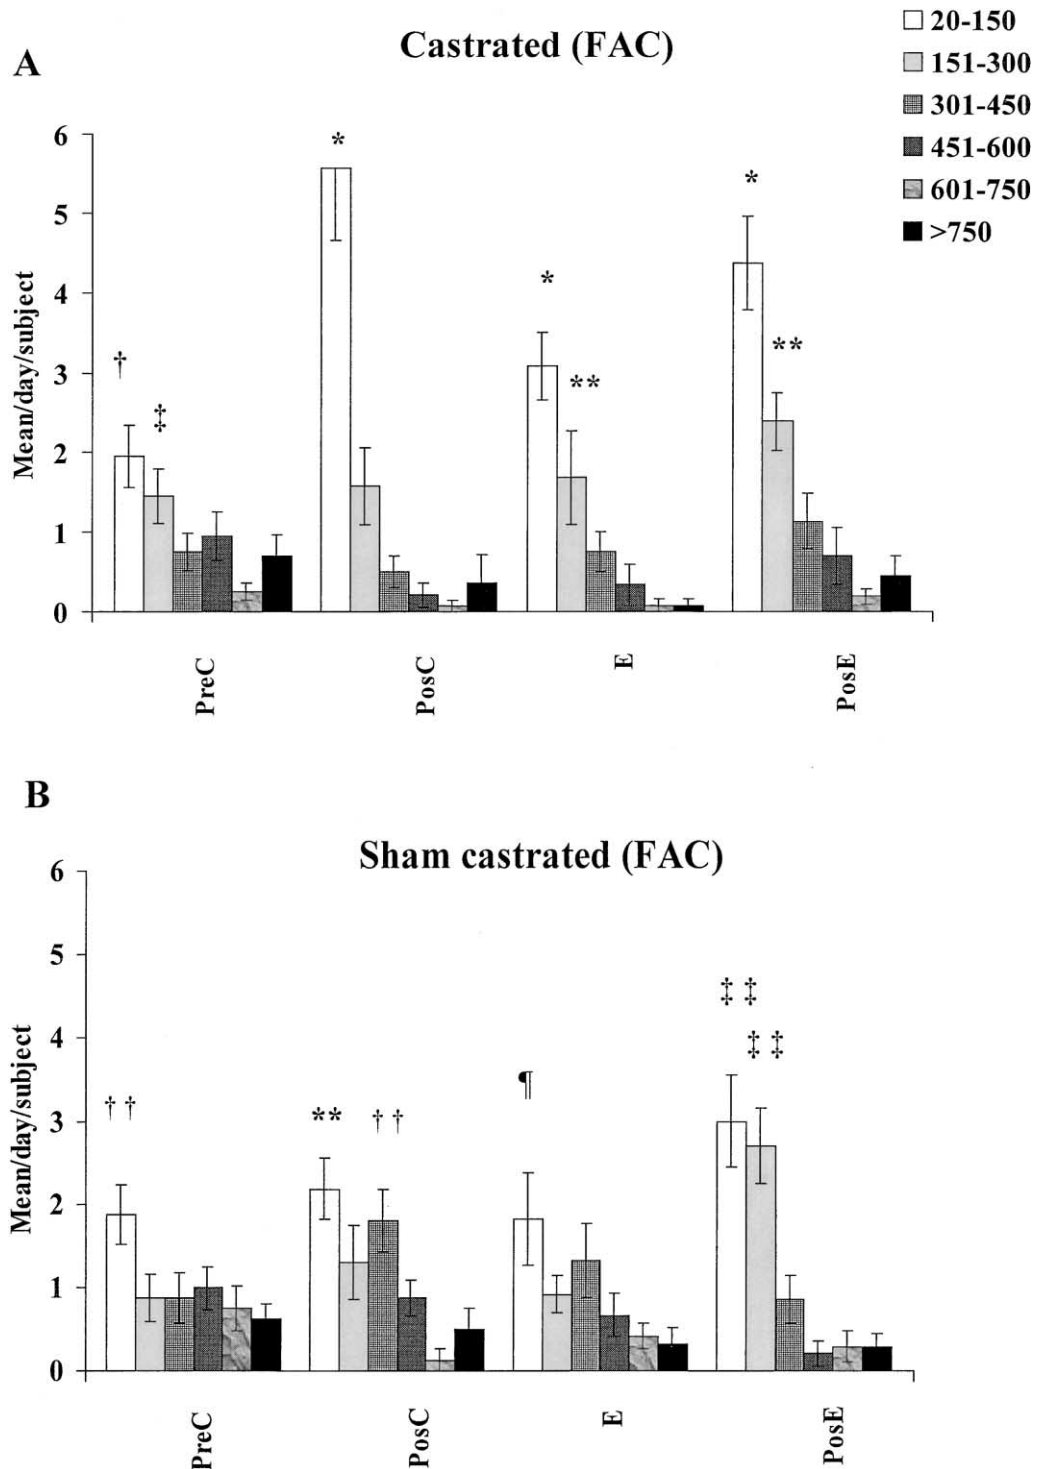 A
Castrated (FAC)
20-150
151-300
301-450
451-600
601-750
>750
Mean/day/subject
6
5
4
3
2
1
0
†
‡
*
*
**
*
**
PreC
PosC
E
PosE
B
Sham castrated (FAC)
Mean/day/subject
6
5
4
3
2
1
0
† †
**
† †
¶
‡ ‡
‡ ‡
PreC
PosC
E
PosE